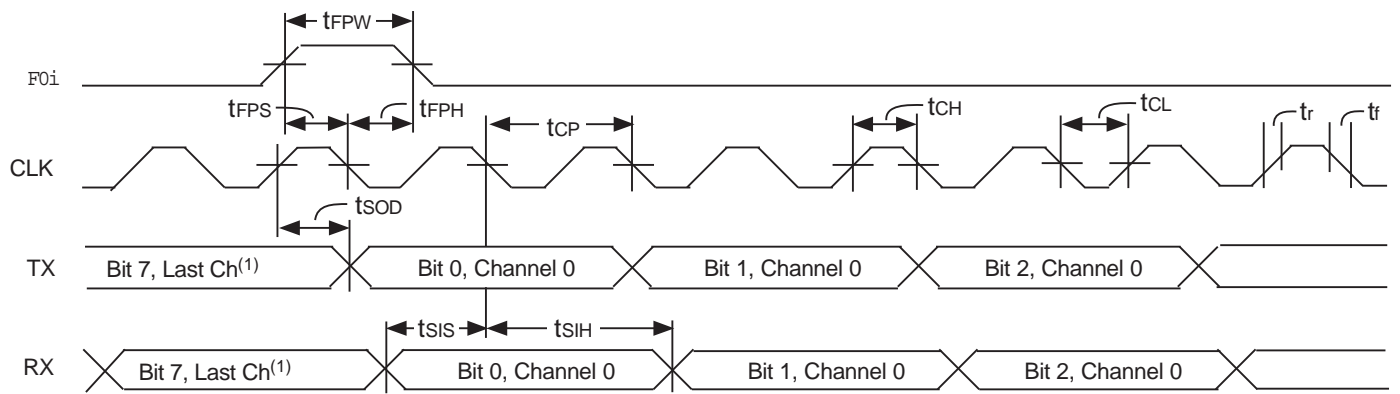 tFPW
F0i
tFPS tFPH tCP tCH tCL tr tf
CLK
tSOD
TX Bit 7, Last Ch(1) Bit 0, Channel 0 Bit 1, Channel 0 Bit 2, Channel 0
tSIS tSIH
RX Bit 7, Last Ch(1) Bit 0, Channel 0 Bit 1, Channel 0 Bit 2, Channel 0